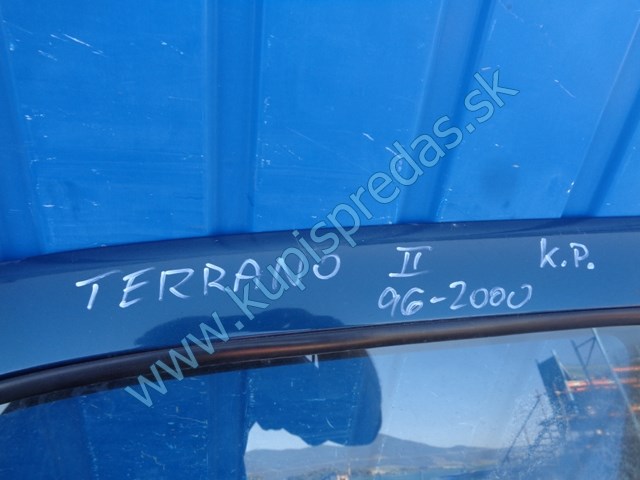 TERRANO II K.P.
96-2000
www.kupispredas.sk